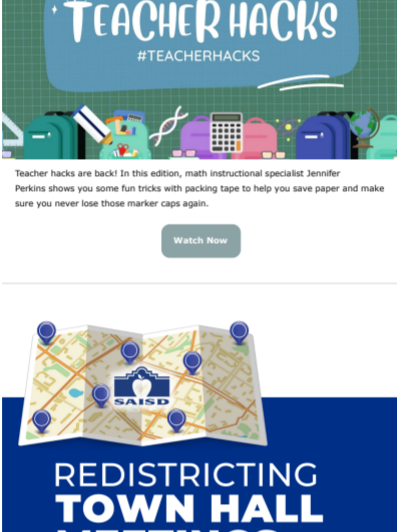 TEACHER HACKS
#TEACHERHACKS
Teacher hacks are back! In this edition, math instructional specialist Jennifer
Perkins shows you some fun tricks with packing tape to help you save paper and make
sure you never lose those marker caps again.
Watch Now
SAISD
REDISTRICTING
TOWN HALL
MEETINGS